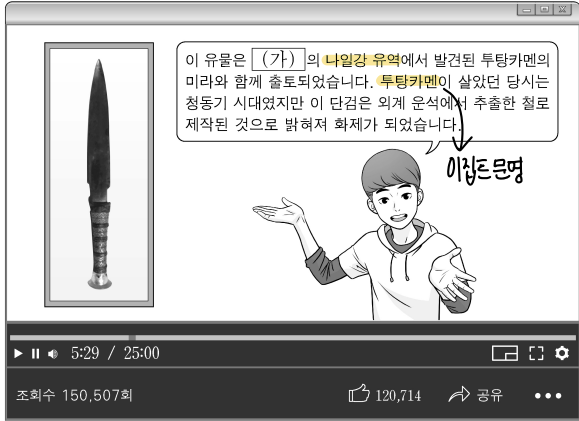 이 유물은 (가) 의 나일강 유역에서 발견된 투탕카멘의
미라와 함께 출토되었습니다. 투탕카멘이 살았던 당시는
청동기 시대였지만 이 단검은 외계 운석에서 추출한 철로
제작된 것으로 밝혀져 화제가 되었습니다.
이집트 문명
5:29 / 25:00
조회수 150,507회
120,714
공유